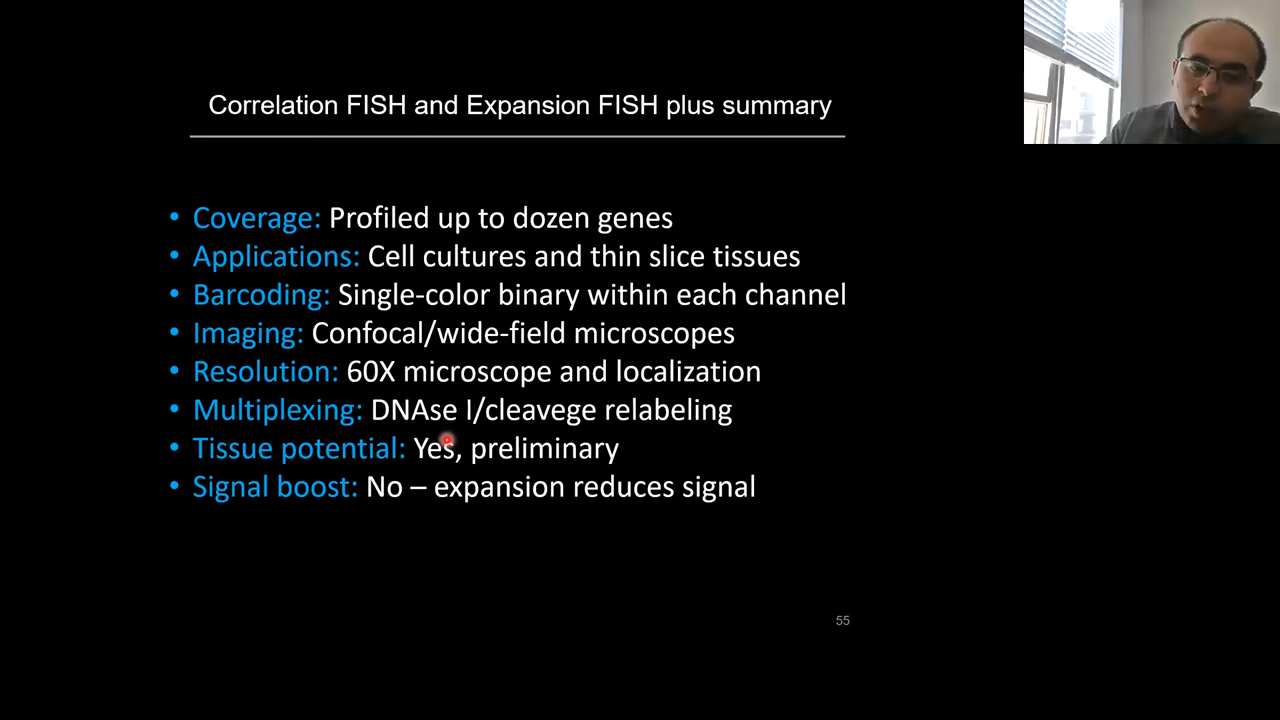 Correlation FISH and Expansion FISH plus summary
• Coverage: Profiled up to dozen genes
• Applications: Cell cultures and thin slice tissues
• Barcoding: Single-color binary within each channel
• Imaging: Confocal/wide-field microscopes
• Resolution: 60X microscope and localization
• Multiplexing: DNAse I/cleavege relabeling
• Tissue potential: Yes, preliminary
• Signal boost: No – expansion reduces signal
55